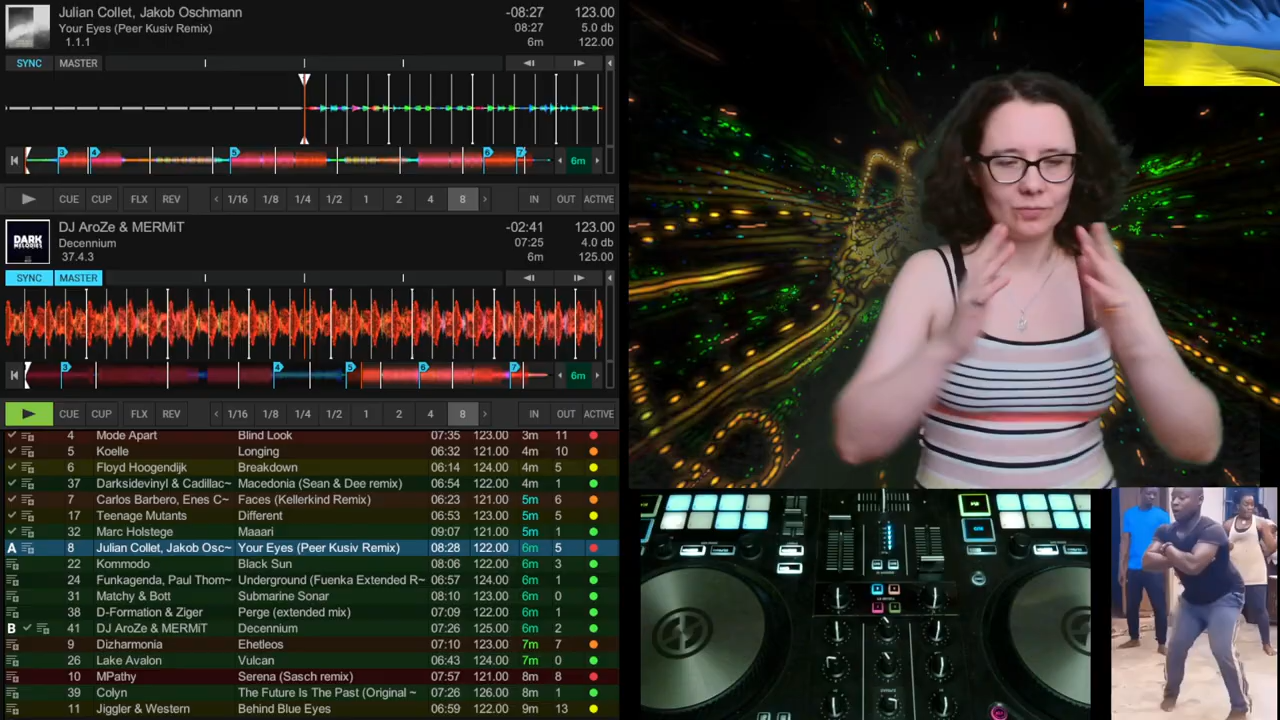 Julian Collet, Jakob Oschmann -08:27 123.00
Your Eyes (Peer Kusiv Remix) 08:27 5.0 db
1.1.1 6m 122.00
SYNC MASTER
3 4 5 6 7 6m
CUE CUP FLX REV 1/16 1/8 1/4 1/2 1 2 4 8 IN OUT ACTIVE
DJ AroZe & MERMiT -02:41 123.00
Decennium 07:25 4.0 db
37.4.3 6m 125.00
DARK
MELODIES
SYNC MASTER
3 4 5 6 7 6m
CUE CUP FLX REV 1/16 1/8 1/4 1/2 1 2 4 8 IN OUT ACTIVE
4 Mode Apart Blind Look 07:35 123.00 3m 11
5 Koelle Longing 06:32 121.00 4m 10
6 Floyd Hoogendijk Breakdown 06:14 124.00 4m 5
37 Darksidevinyl & Cadillac~ Macedonia (Sean & Dee remix) 06:54 124.00 4m 1
7 Carlos Barbero, Enes C~ Faces (Kellerkind Remix) 06:23 121.00 5m 6
17 Teenage Mutants Different 06:53 123.00 5m 5
32 Marc Holstege Maaari 09:07 121.00 5m 1
A 8 Julian Collet, Jakob Osc~ Your Eyes (Peer Kusiv Remix) 08:28 122.00 6m 5
22 Kommodo Black Sun 08:06 122.00 6m 3
24 Funkagenda, Paul Thom~ Underground (Fuenka Extended R~ 06:57 124.00 6m 1
31 Matchy & Bott Submarine Sonar 08:10 123.00 6m 0
38 D-Formation & Ziger Perge (extended mix) 07:09 122.00 6m 1
B 41 DJ AroZe & MERMiT Decennium 07:26 125.00 6m 2
9 Dizharmonia Ehetleos 07:10 123.00 7m 7
26 Lake Avalon Vulcan 06:43 124.00 7m 0
10 MPathy Serena (Sasch remix) 07:57 121.00 8m 8
39 Colyn The Future Is The Past (Original ~ 07:26 126.00 8m 1
11 Jiggler & Western Behind Blue Eyes 06:59 122.00 9m 13